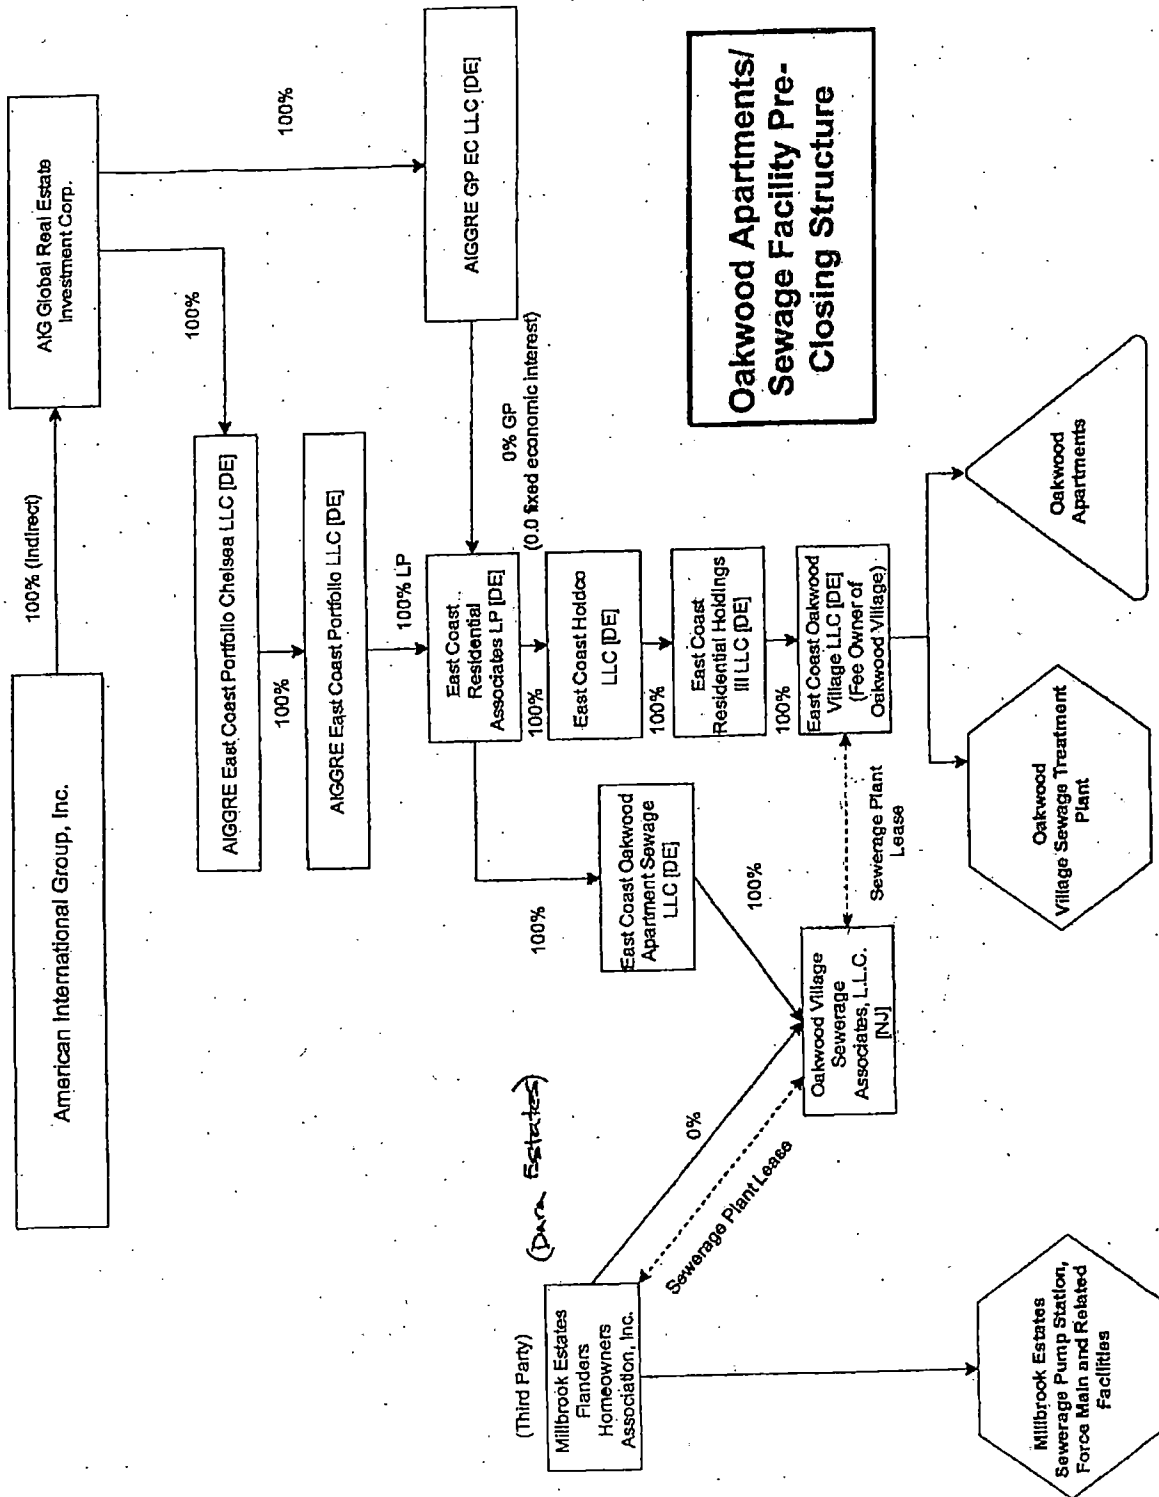 American International Group, Inc.
100% (Indirect)
AIG Global Real Estate
Investment Corp.
100%
100%
AIGGRE East Coast Portfolio Chelsea LLC [DE]
100%
AIGGRE East Coast Portfolio LLC [DE]
100% LP
AIGGRE GP EC LLC [DE]
0% GP
(0.0 fixed economic interest)
East Coast
Residential
Associates LP [DE]
100%
East Coast Holdco
LLC [DE]
100%
East Coast
Residential Holdings
III LLC [DE]
100%
East Coast Oakwood
Village LLC [DE]
(Fee Owner of
Oakwood Village)
100%
East Coast Oakwood
Apartment Sewage
LLC [DE]
100%
(Third Party)
(Dara Estates)
Millbrook Estates
Flanders
Homeowners
Association, Inc.
0%
Sewerage Plant Lease
Oakwood Village
Sewerage
Associates, L.L.C.
[NJ]
Sewerage Plant
Lease
Millbrook Estates
Sewerage Pump Station,
Force Main and Related
Facilities
Oakwood
Village Sewage Treatment
Plant
Oakwood
Apartments
Oakwood Apartments/
Sewage Facility Pre-
Closing Structure